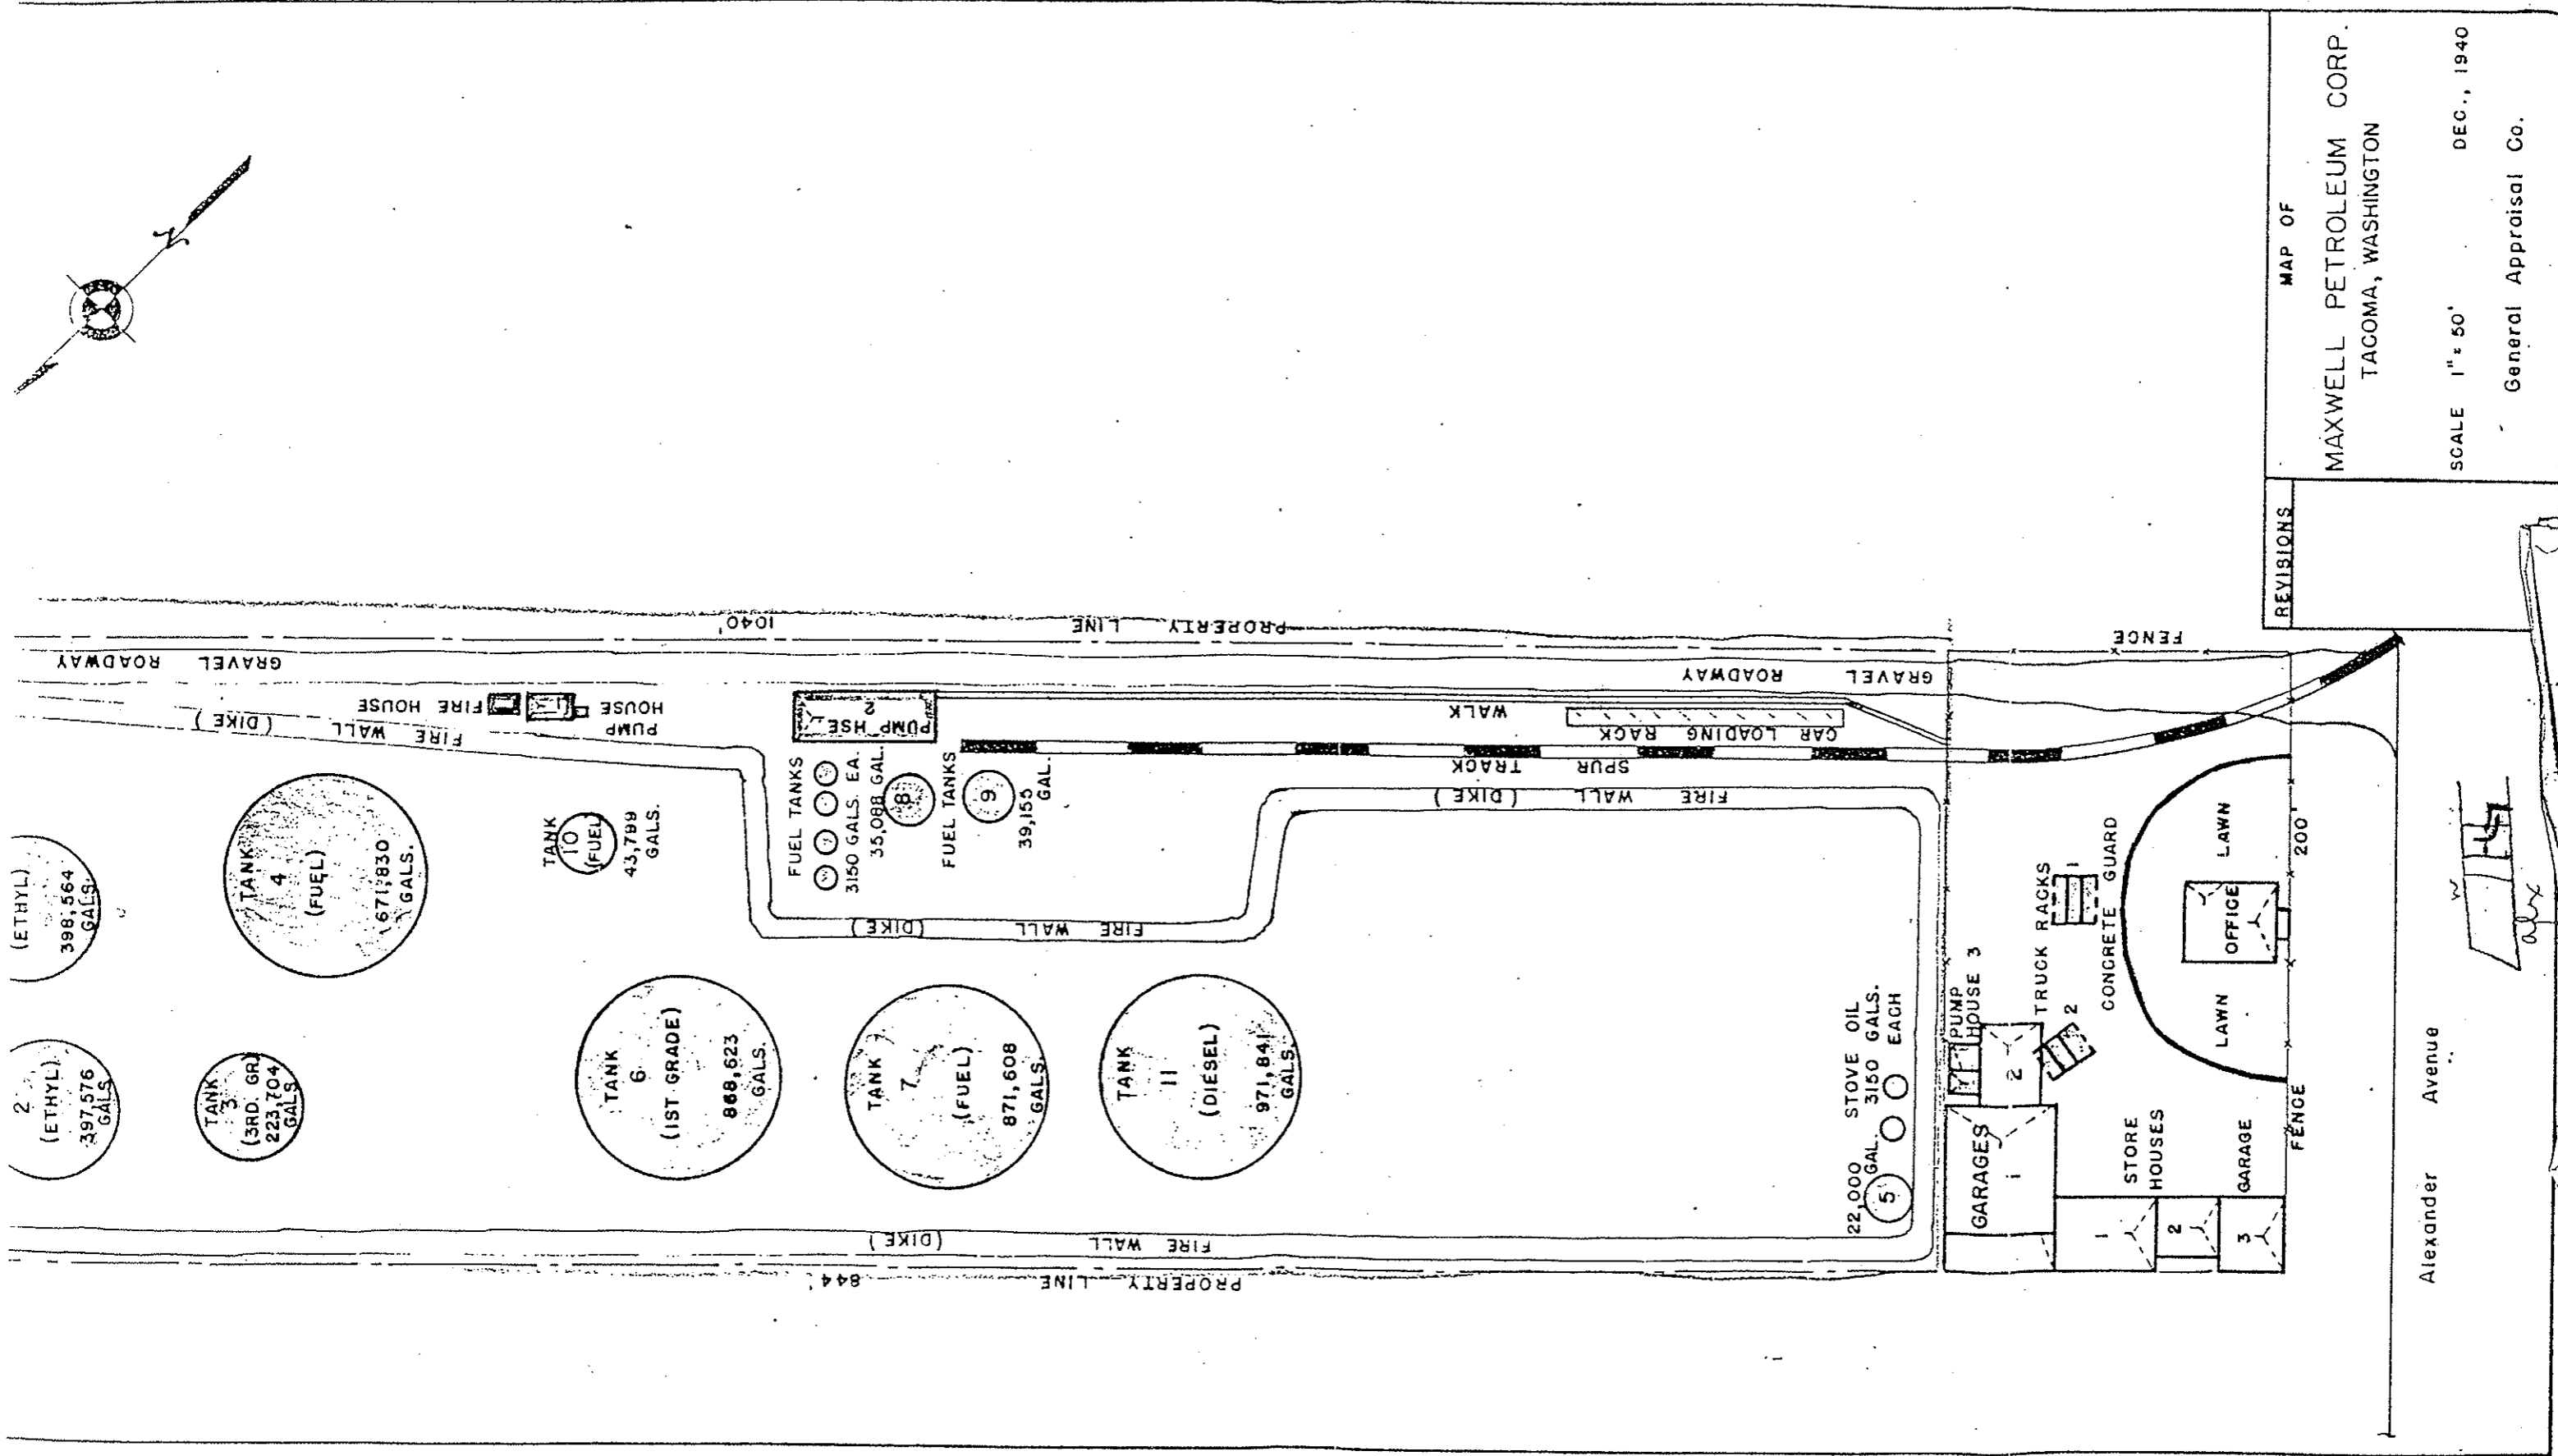 MAP OF
MAXWELL PETROLEUM CORP.
TACOMA, WASHINGTON
SCALE 1" = 50'
DEC., 1940
General Appraisal Co.
REVISIONS
N
PROPERTY LINE
1040'
GRAVEL ROADWAY
GRAVEL ROADWAY
FENCE
FIRE HOUSE
PUMP
HOUSE
1
FIRE WALL (DIKE)
PUMP HSE
2
WALK
CAR LOADING RACK
SPUR TRACK
FIRE WALL (DIKE)
FIRE WALL (DIKE)
(ETHYL)
398,564
GALS.
TANK
4
(FUEL)
671,830
GALS.
TANK
10
(FUEL)
43,799
GALS.
FUEL TANKS
3150 GALS. EA.
35,088 GAL.
8
FUEL TANKS
9
39,155
GAL.
2
(ETHYL)
397,576
GALS.
TANK
3
(3RD. GR.)
223,704
GALS.
TANK
6
(1ST GRADE)
868,623
GALS.
TANK
7
(FUEL)
871,608
GALS.
TANK
11
(DIESEL)
971,841
GALS.
22,000
GAL.
5
STOVE OIL
3150 GALS.
EACH
FIRE WALL (DIKE)
PROPERTY LINE
844'
PUMP
HOUSE 3
GARAGES
1
2
TRUCK RACKS
1
2
CONCRETE GUARD
LAWN
OFFICE
LAWN
200'
STORE
HOUSES
1
2
GARAGE
3
FENCE
Alexander Avenue
alex